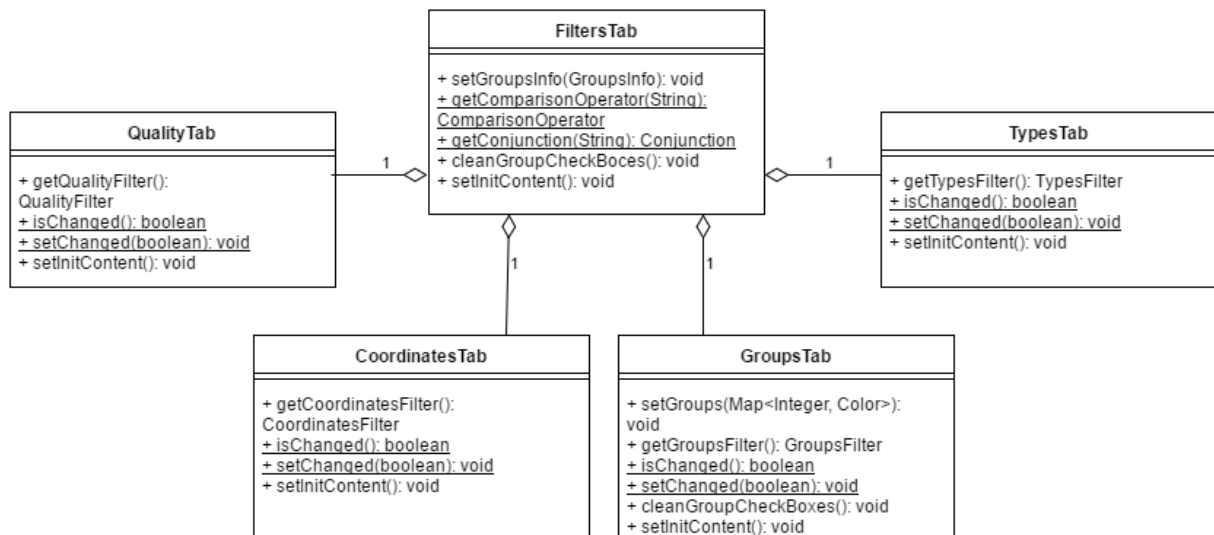 FiltersTab
+ setGroupsInfo(GroupsInfo): void
+ getComparisonOperator(String):
ComparisonOperator
+ getConjunction(String): Conjunction
+ cleanGroupCheckBoces(): void
+ setInitContent(): void
QualityTab
+ getQualityFilter():
QualityFilter
+ isChanged(): boolean
+ setChanged(boolean): void
+ setInitContent(): void
1
1
TypesTab
+ getTypesFilter(): TypesFilter
+ isChanged(): boolean
+ setChanged(boolean): void
+ setInitContent(): void
1
1
CoordinatesTab
+ getCoordinatesFilter():
CoordinatesFilter
+ isChanged(): boolean
+ setChanged(boolean): void
+ setInitContent(): void
GroupsTab
+ setGroups(Map<Integer, Color>):
void
+ getGroupsFilter(): GroupsFilter
+ isChanged(): boolean
+ setChanged(boolean): void
+ cleanGroupCheckBoxes(): void
+ setInitContent(): void